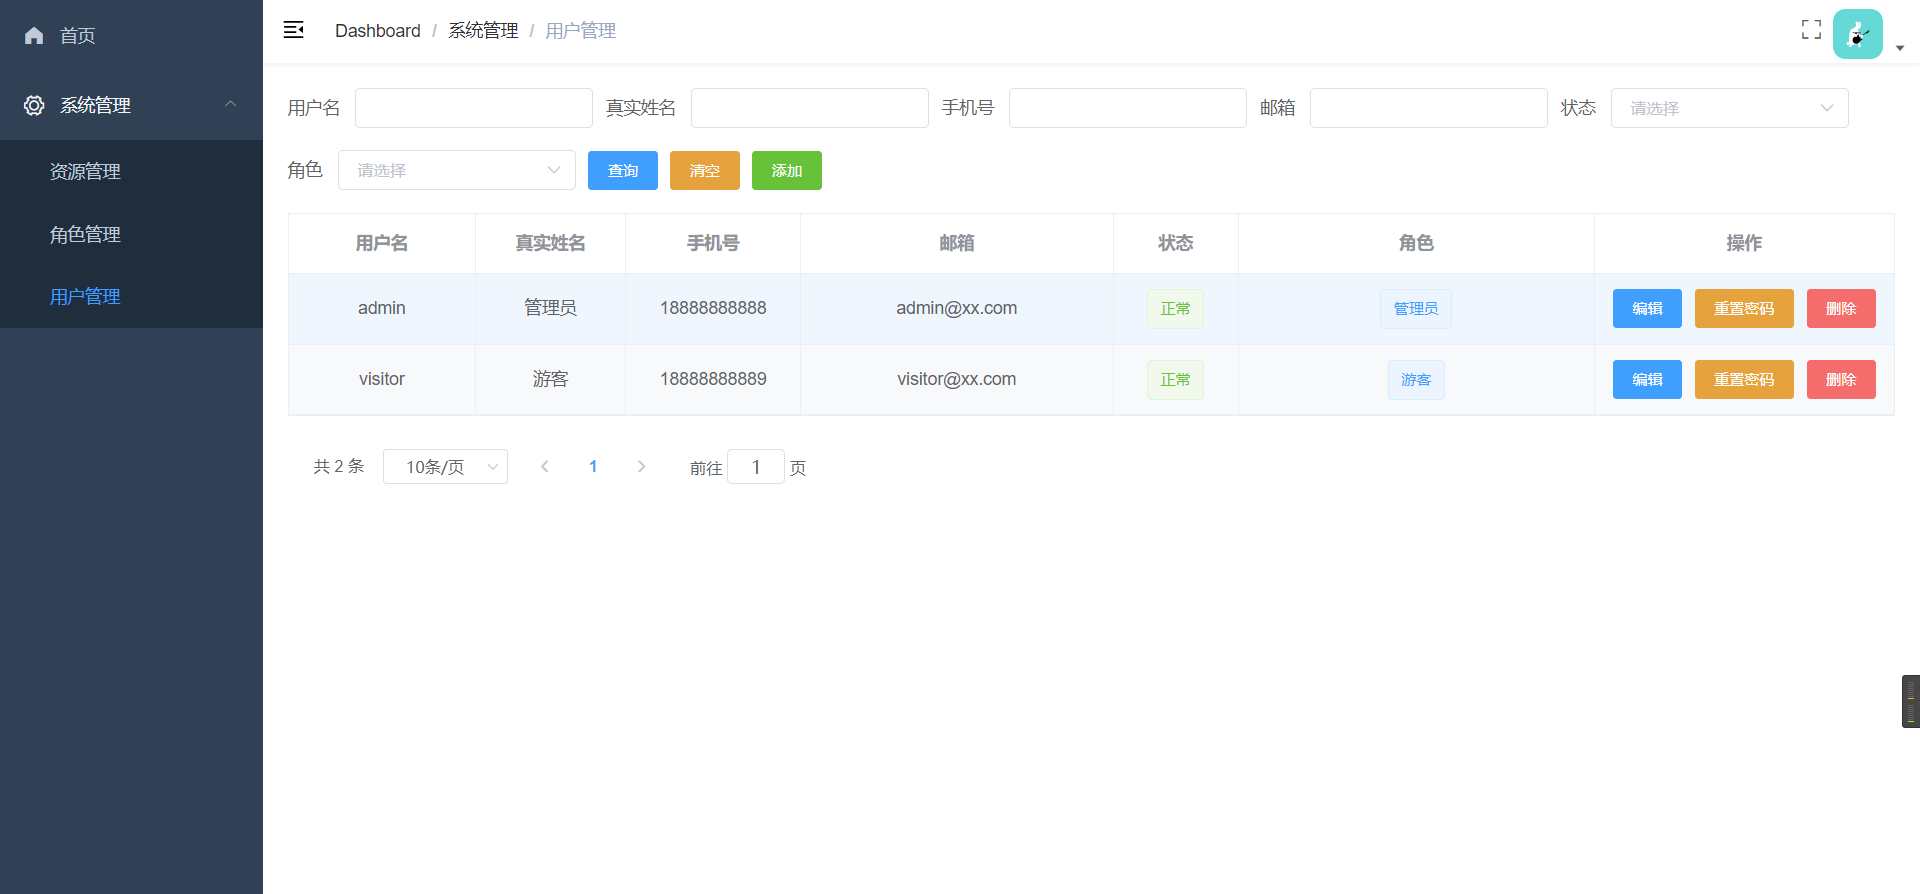 首页
系统管理
资源管理
角色管理
用户管理
Dashboard / 系统管理 / 用户管理
用户名 真实姓名 手机号 邮箱 状态 请选择
角色 请选择 查询 清空 添加
用户名 真实姓名 手机号 邮箱 状态 角色 操作
admin 管理员 18888888888 admin@xx.com 正常 管理员 编辑 重置密码 删除
visitor 游客 18888888889 visitor@xx.com 正常 游客 编辑 重置密码 删除
共 2 条 10条/页 1 前往 1 页